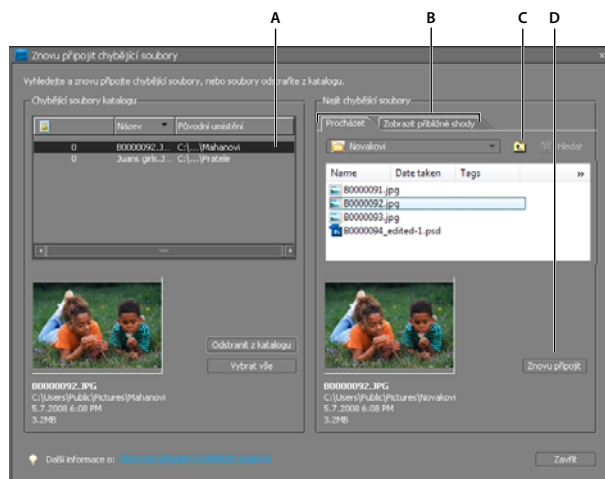 A B C D
Znovu připojit chybějící soubory
Vyhledejte a znovu připojte chybějící soubory, nebo soubory odstraňte z katalogu.
Chybějící soubory katalogu
Najít chybějící soubory
Procházet Zobrazit přibližné shody
Název Původní umístění
Novakovi Hledat
0 B0000092.J... C:\...\Mahanovi
0 Juans girls.J... C:\...\Pratele
Name Date taken Tags »
B0000091.jpg
B0000092.jpg
B0000093.jpg
B0000094_edited-1.psd
Odstranit z katalogu
Vybrat vše
Znovu připojit
B0000092.JPG
C:\Users\Public\Pictures\Mahanovi
5.7.2008 6:08 PM
3.2MB
B0000092.JPG
C:\Users\Public\Pictures\Novakovi
5.7.2008 6:08 PM
3.2MB
Další informace o:
Zavřít